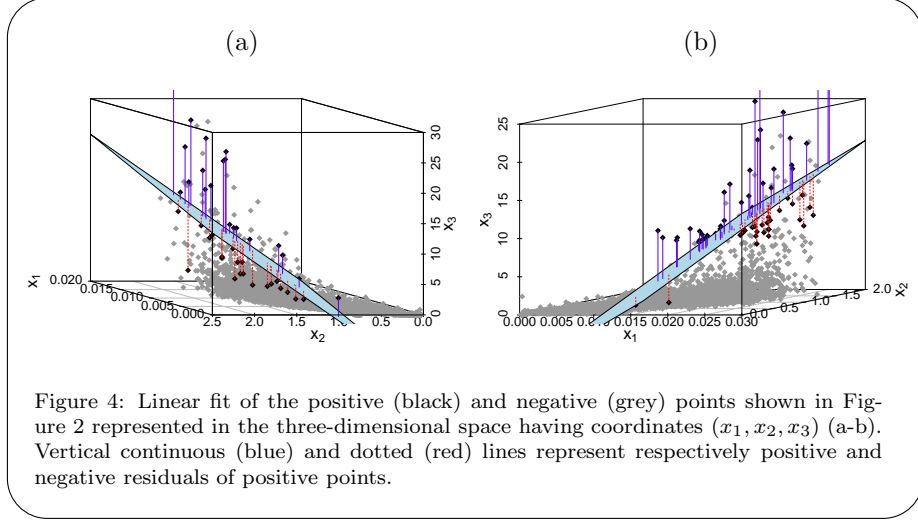 (a)
(b)
30
25
20
15
10
5
0
x3
x1
0.020
0.015
0.010
0.005
0.000
2.5
2.0
1.5
0.5
0.0
x2
25
20
15
10
5
0
x3
0.000
0.005
0.010
0.015
0.020
0.025
0.030
x1
0.0
0.5
1.0
1.5
2.0
x2
Figure 4: Linear fit of the positive (black) and negative (grey) points shown in Fig-
ure 2 represented in the three-dimensional space having coordinates (x1, x2, x3) (a-b).
Vertical continuous (blue) and dotted (red) lines represent respectively positive and
negative residuals of positive points.